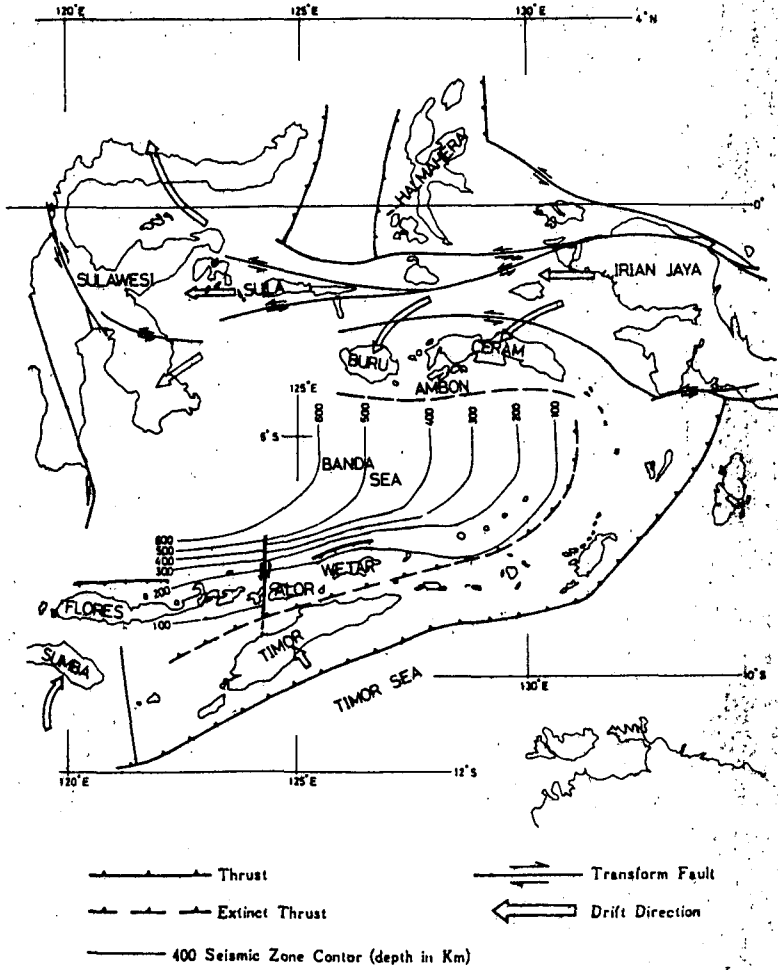 120°E 125°E 130°E 4°N
HALMAHERA
0°
SULAWESI SULA IRIAN JAYA
BURU CERAM
AMBON
125°E
600 500 400 300 200 100
6°S
BANDA
SEA
600
500
400
300
200
100
WETAR
ALOR
FLORES
TIMOR
SUMBA
TIMOR SEA
130°E 10°S
120°E 125°E 12°S
Thrust
Transform Fault
Extinct Thrust
Drift Direction
400 Seismic Zone Contor (depth in Km)